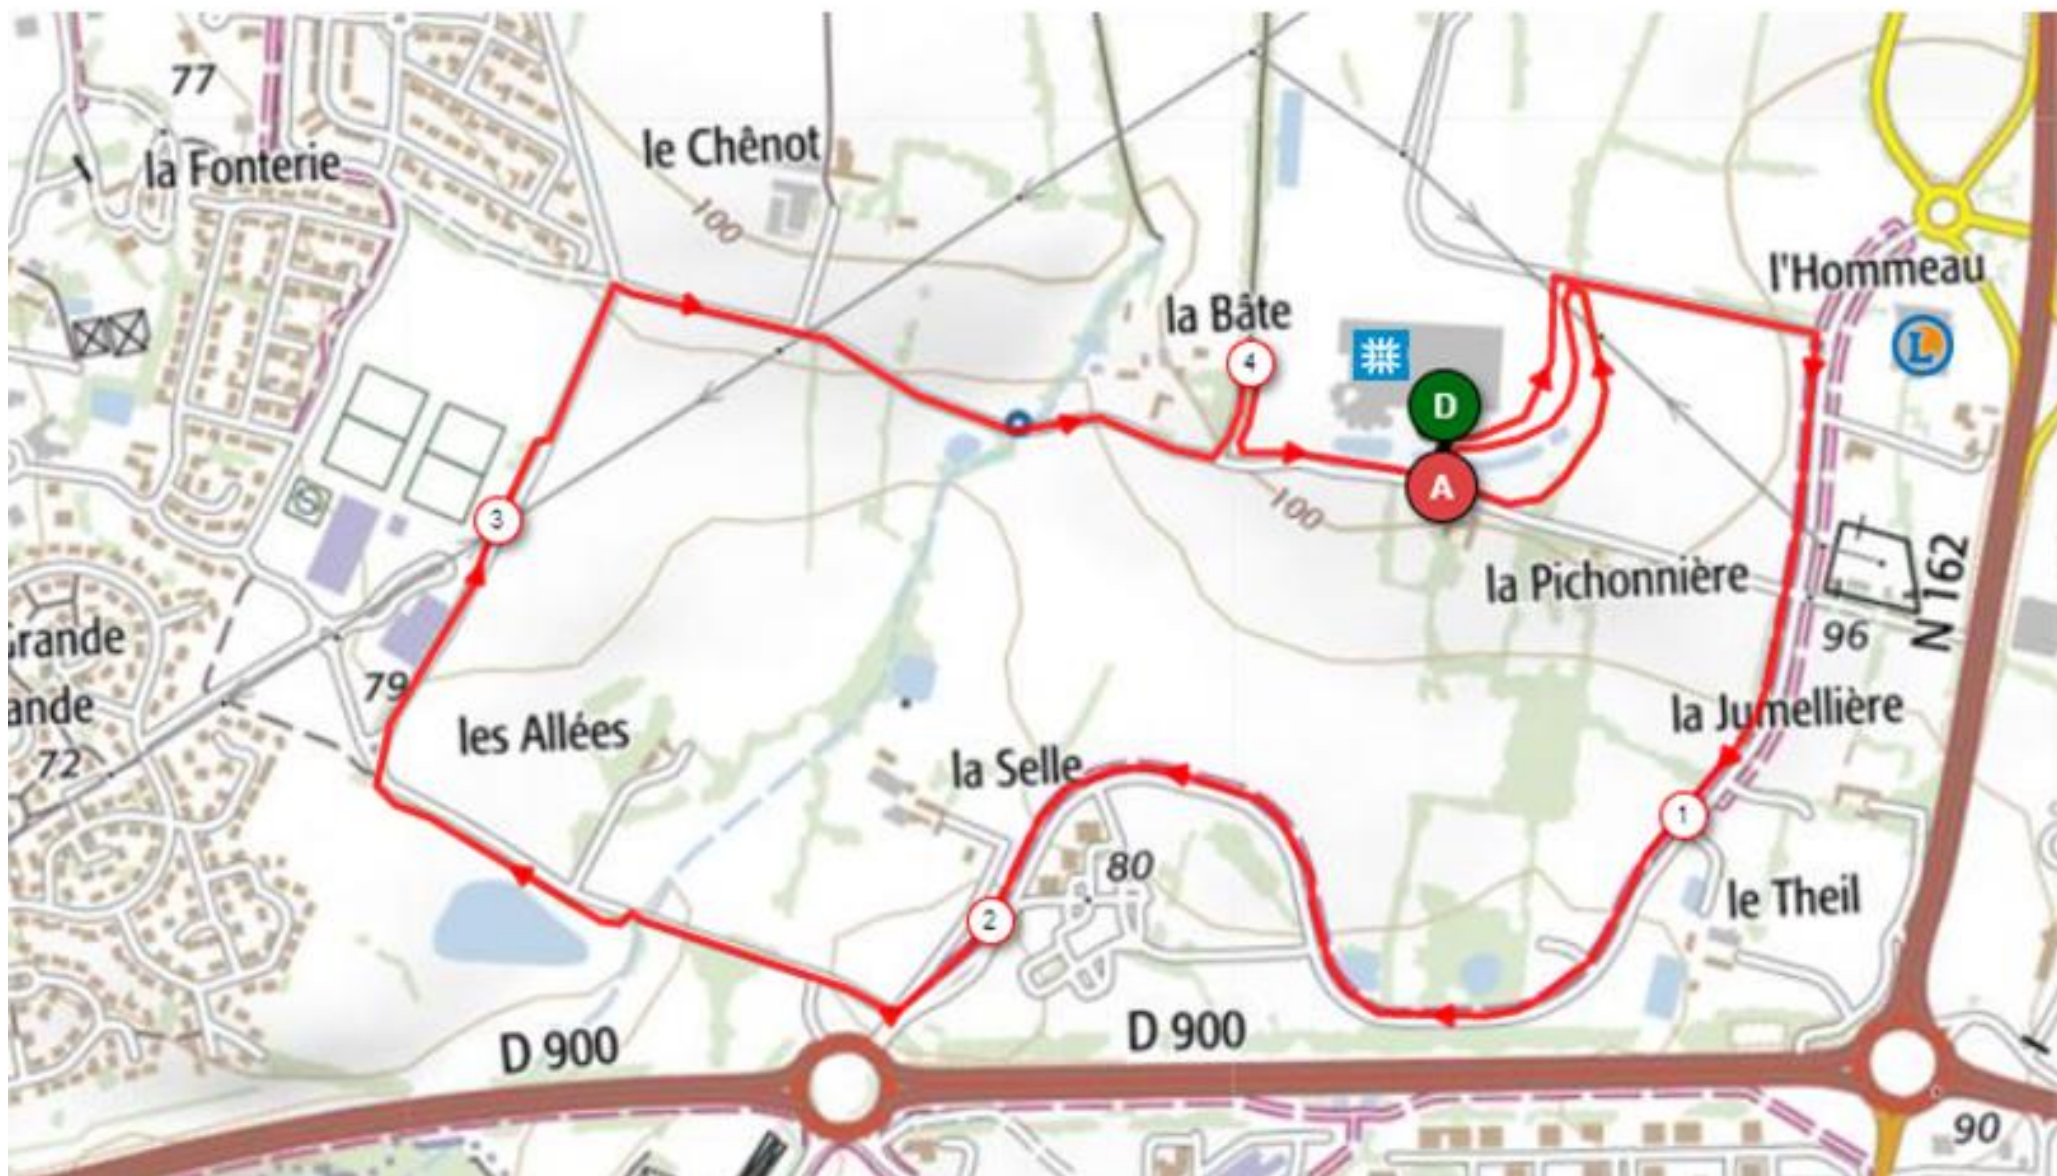 77
la Fonterie
le Chênot
100
la Bâte
l'Hommeau
4
D
L
A
3
100
la Pichonnière
N 162
96
rande
ande
79
72
les Allées
la Selle
la Jumellière
1
80
2
le Theil
D 900
D 900
90